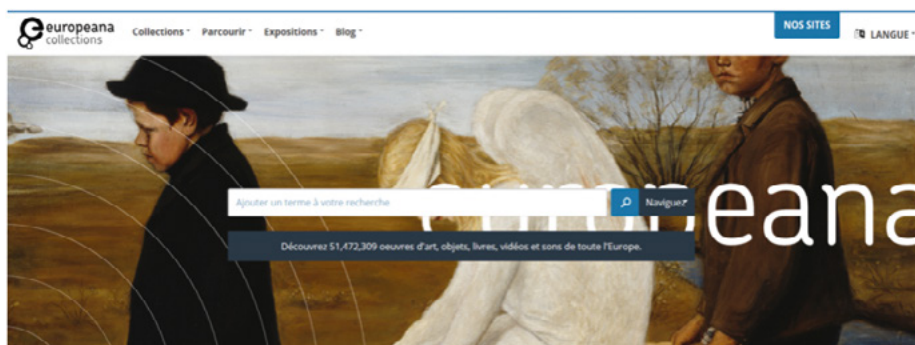 europeana
collections
Collections Parcourir Expositions Blog
NOS SITES
LANGUE
Ajouter un terme à votre recherche
Naviguez
europeana
Découvrez 51,472,309 oeuvres d'art, objets, livres, vidéos et sons de toute l'Europe.